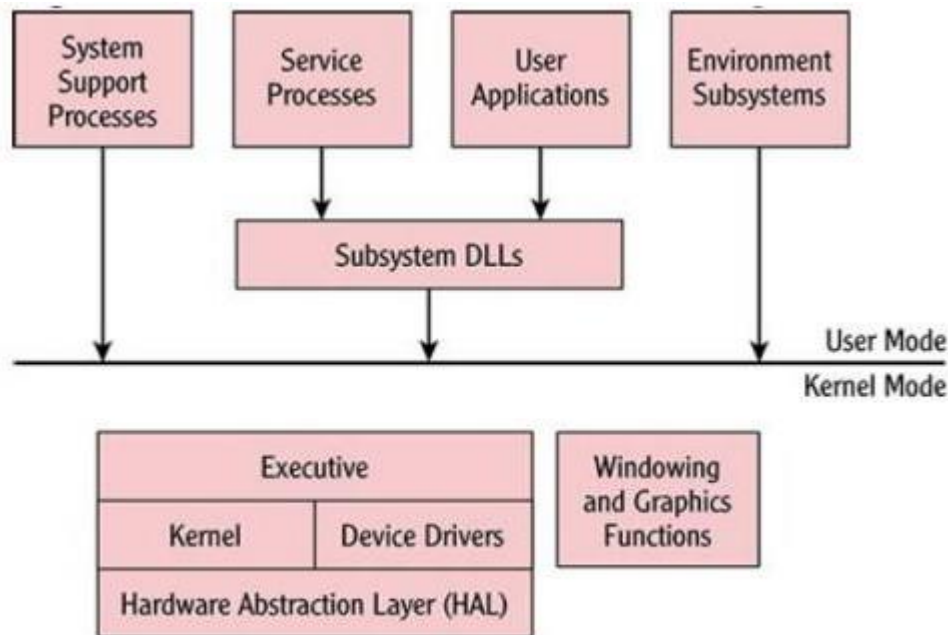 System
Support
Processes
Service
Processes
User
Applications
Environment
Subsystems
Subsystem DLLs
User Mode
Kernel Mode
Executive
Kernel
Device Drivers
Hardware Abstraction Layer (HAL)
Windowing
and Graphics
Functions